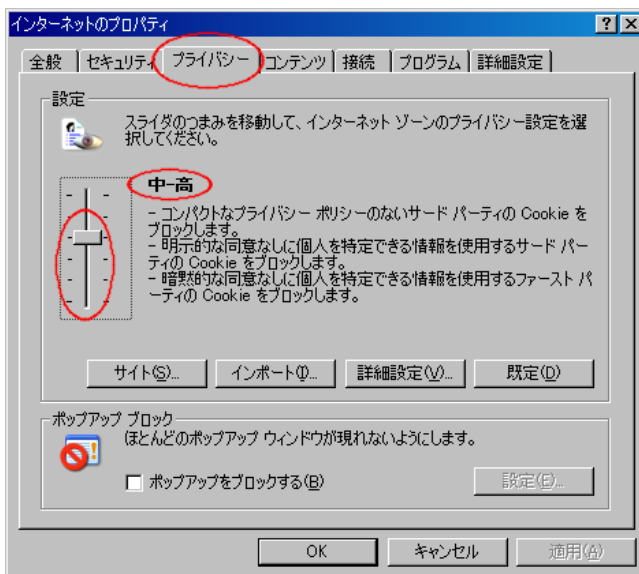 インターネットのプロパティ
全般 セキュリティ プライバシー コンテンツ 接続 プログラム 詳細設定
設定
スライダのつまみを移動して、インターネット ゾーンのプライバシー設定を選
択してください。
中-高
- コンパクトなプライバシー ポリシーのないサード パーティの Cookie を
ブロックします。
- 明示的な同意なしに個人を特定できる情報を使用するサード パー
ティの Cookie をブロックします。
- 暗黙的な同意なしに個人を特定できる情報を使用するファースト パ
ーティの Cookie をブロックします。
サイト(S)... インポート(I)... 詳細設定(V)... 既定(D)
ポップアップ ブロック
ほとんどのポップアップ ウィンドウが現れないようにします。
ポップアップをブロックする(B) 設定(E)...
OK キャンセル 適用(A)